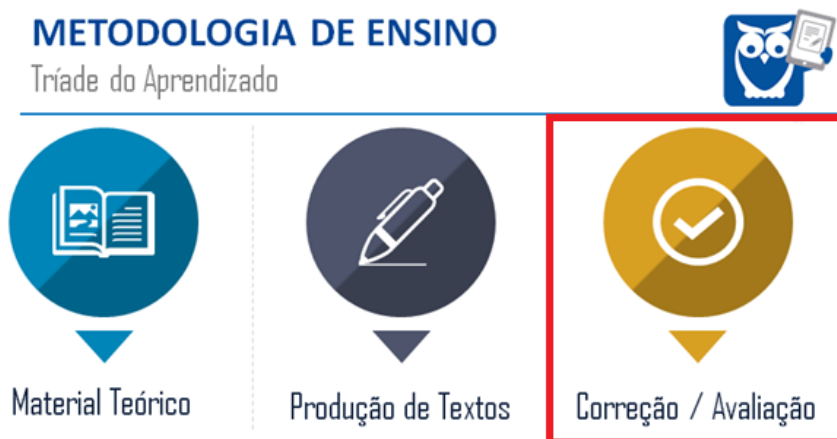 METODOLOGIA DE ENSINO
Tríade do Aprendizado
Material Teórico
Produção de Textos
Correção / Avaliação